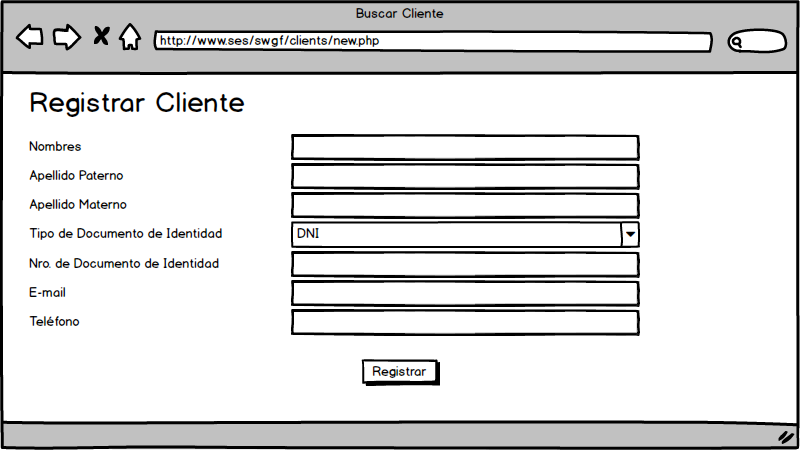 Buscar Cliente
http://www.ses/swgf/clients/new.php
Registrar Cliente
Nombres
Apellido Paterno
Apellido Materno
Tipo de Documento de Identidad DNI
Nro. de Documento de Identidad
E-mail
Teléfono
Registrar